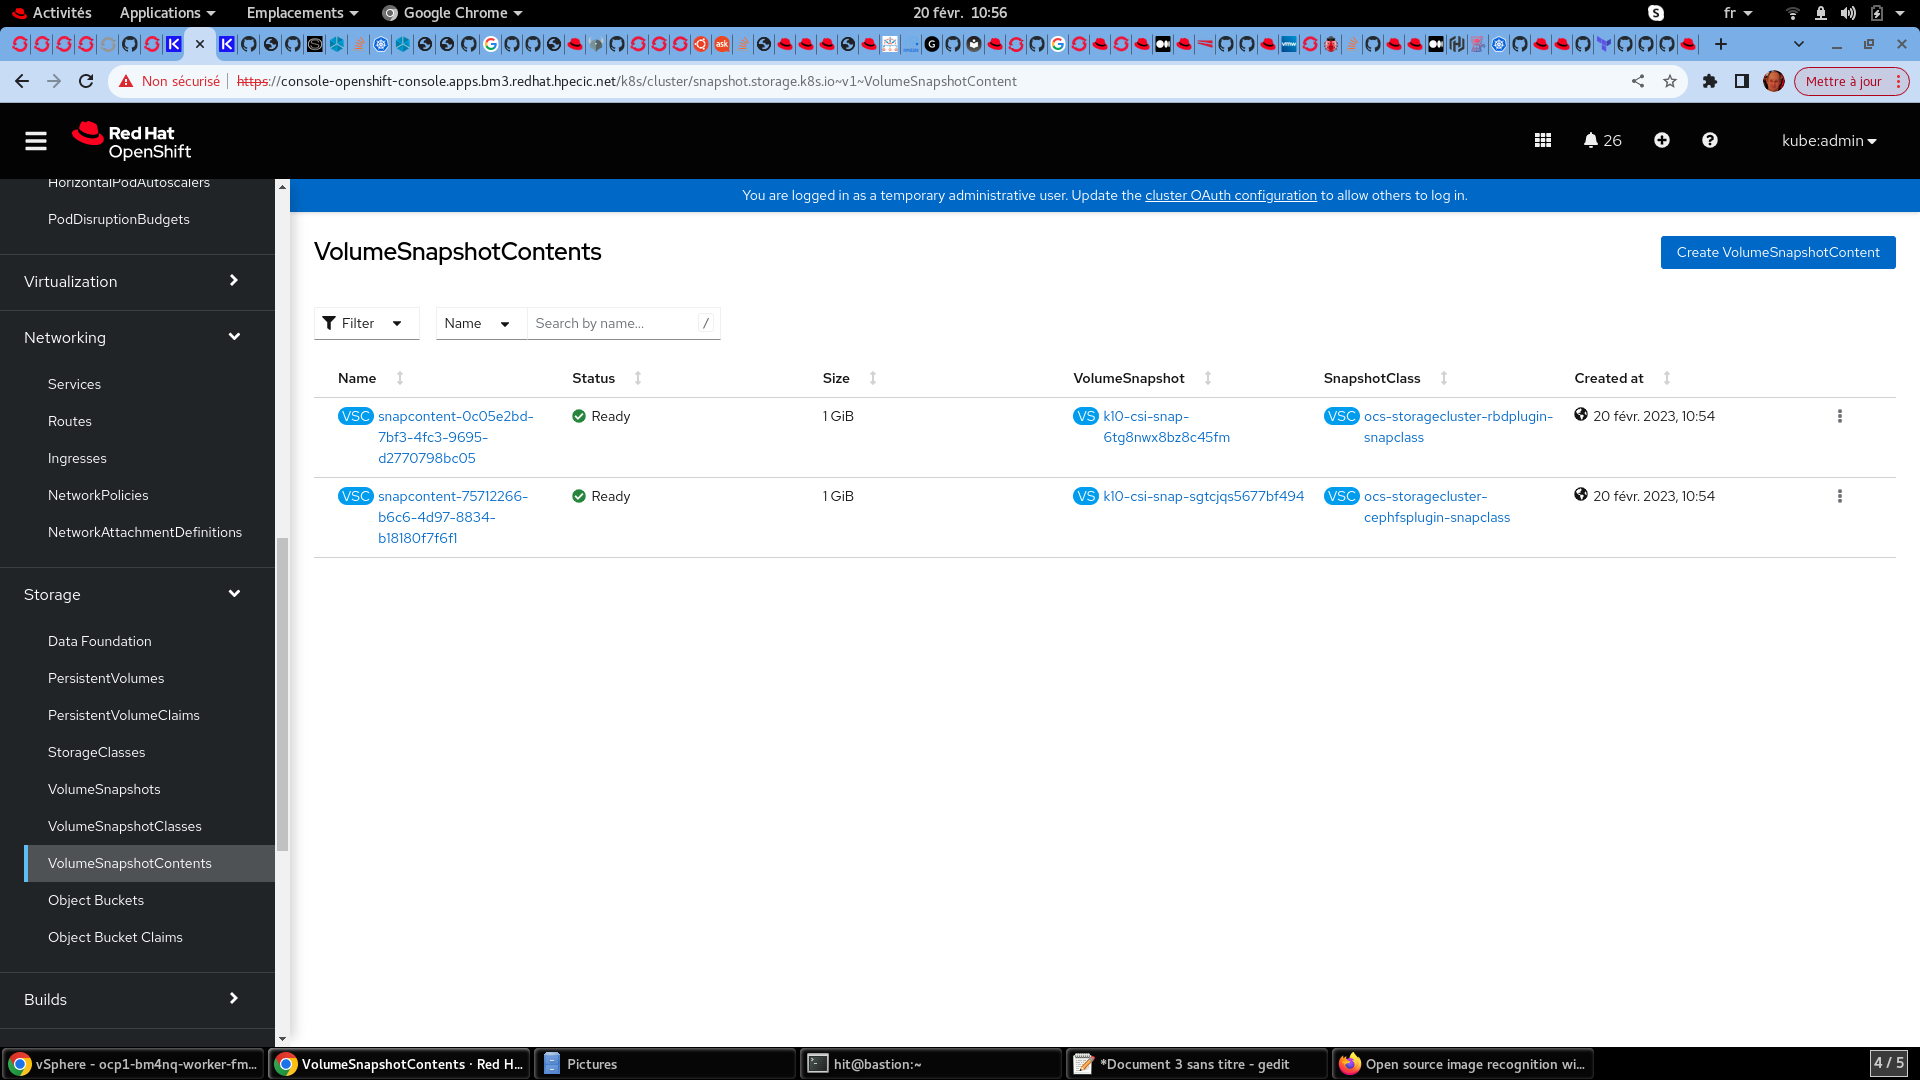 Activités Applications Emplacements Google Chrome 20 févr. 10:56 fr
Non sécurisé https://console-openshift-console.apps.bm3.redhat.hpecic.net/k8s/cluster/snapshot.storage.k8s.io~v1~VolumeSnapshotContent Mettre à jour
Red Hat
OpenShift
26
kube:admin
You are logged in as a temporary administrative user. Update the cluster OAuth configuration to allow others to log in.
HorizontalPodAutoscalers
PodDisruptionBudgets
Virtualization
Networking
Services
Routes
Ingresses
NetworkPolicies
NetworkAttachmentDefinitions
Storage
Data Foundation
PersistentVolumes
PersistentVolumeClaims
StorageClasses
VolumeSnapshots
VolumeSnapshotClasses
VolumeSnapshotContents
Object Buckets
Object Bucket Claims
Builds
VolumeSnapshotContents
Create VolumeSnapshotContent
Filter Name Search by name... /
Name Status Size VolumeSnapshot SnapshotClass Created at
VSC snapcontent-0c05e2bd- Ready 1 GiB VS k10-csi-snap- VSC ocs-storagecluster-rbdplugin- 20 févr. 2023, 10:54
7bf3-4fc3-9695- 6tg8nwx8bz8c45fm snapclass
d2770798bc05
VSC snapcontent-75712266- Ready 1 GiB VS k10-csi-snap-sgtcjqs5677bf494 VSC ocs-storagecluster- 20 févr. 2023, 10:54
b6c6-4d97-8834- cephfsplugin-snapclass
b18180f7f6f1
vSphere - ocp1-bm4nq-worker-fm... VolumeSnapshotContents · Red H... Pictures hit@bastion:~ *Document 3 sans titre - gedit Open source image recognition wi... 4 / 5